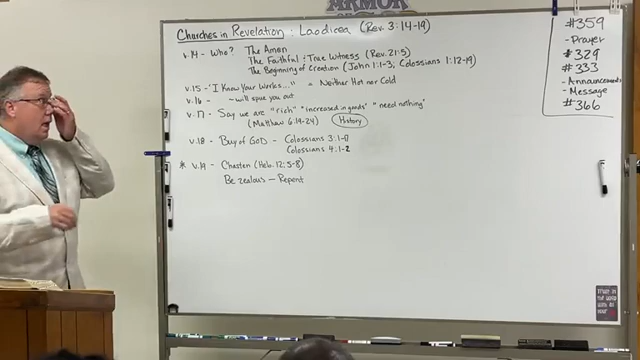 ARMOR
Churches in Revelation: Laodicea (Rev. 3:14-19)
v.14 - Who? The Amen
The Faithful & True Witness (Rev. 21:5)
The Beginning of Creation (John 1:1-3, Colossians 1:12-19)
v.15 - "I Know Your Works..." = Neither Hot nor Cold
v.16 - ~ will spue you out
v.17 - Say we are "rich" "increased in goods" "need nothing"
(Matthew 6:19-24) History
v.18 - Buy of GOD - Colossians 3:1-17
Colossians 4:1-2
* v.19 - Chasten (Heb. 12:5-8)
Be zealous - Repent
#359
- Prayer
#329
#333
- Announcements
- Message
#366